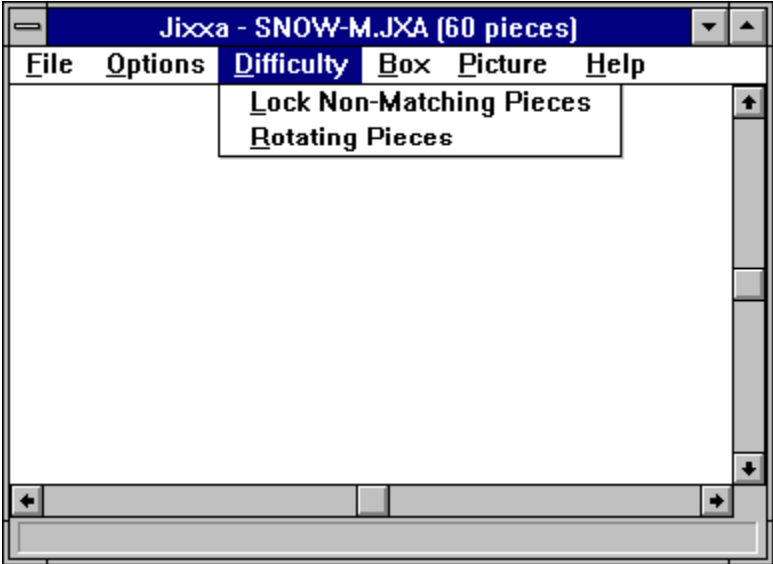 Jixxa - SNOW-M.JXA (60 pieces)
File Options Difficulty Box Picture Help
Lock Non-Matching Pieces
Rotating Pieces